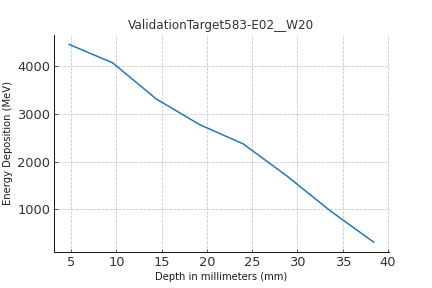 ValidationTarget583-E02__W20
Energy Deposition (MeV)
4000
3000
2000
1000
5 10 15 20 25 30 35 40
Depth in millimeters (mm)